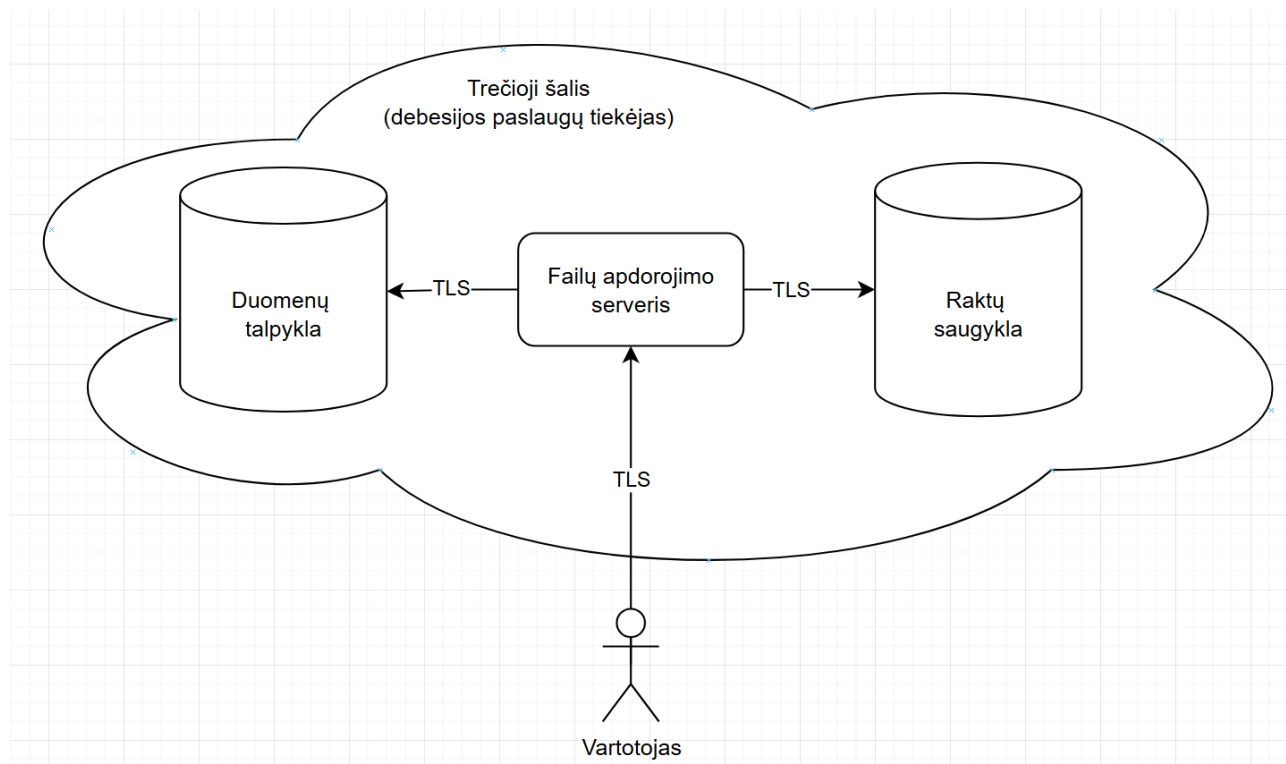 Trečioji šalis
(debesijos paslaugų tiekėjas)
Duomenų
talpykla
TLS
Failų apdorojimo
serveris
TLS
Raktų
saugykla
TLS
Vartotojas